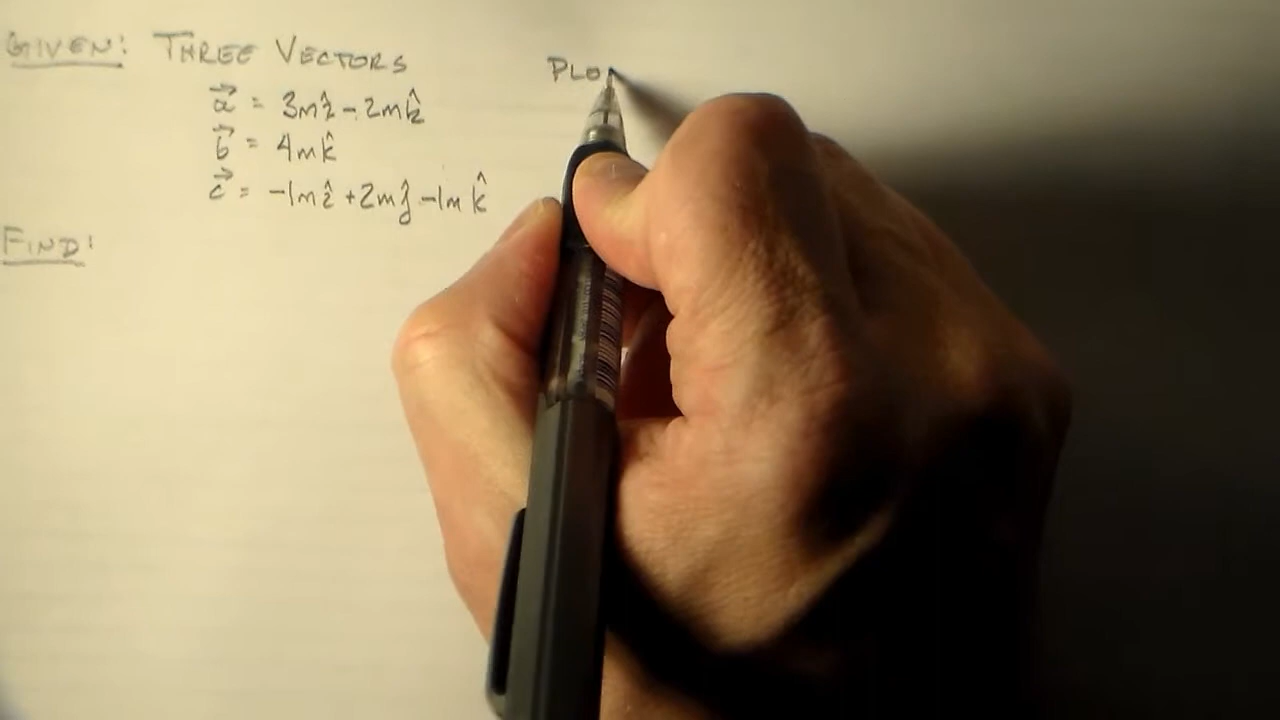 GIVEN: THREE VECTORS
a⃗ = 3m î - 2m k̂
b⃗ = 4m k̂
c⃗ = -1m î + 2m ĵ - 1m k̂
FIND:
PLO